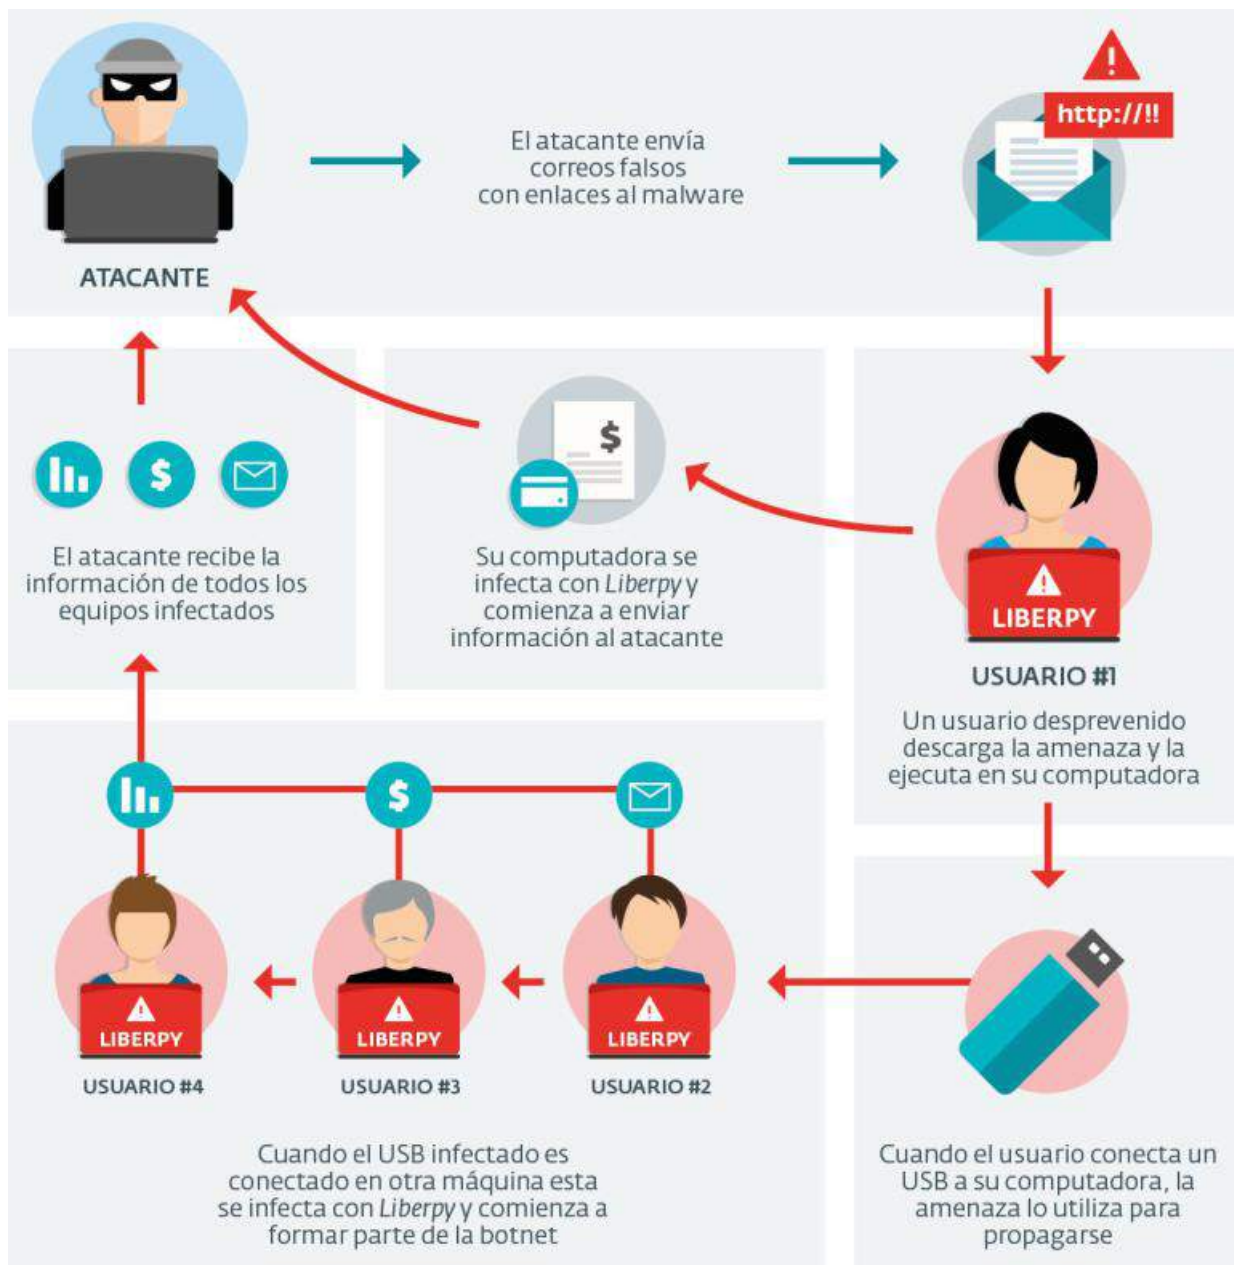 http://!!
El atacante envía
correos falsos
con enlaces al malware
ATACANTE
$
$
El atacante recibe la
información de todos los
equipos infectados
Su computadora se
infecta con Liberpy y
comienza a enviar
información al atacante
LIBERPY
USUARIO #1
Un usuario desprevenido
descarga la amenaza y la
ejecuta en su computadora
$
LIBERPY
LIBERPY
LIBERPY
USUARIO #4
USUARIO #3
USUARIO #2
Cuando el USB infectado es
conectado en otra máquina esta
se infecta con Liberpy y comienza a
formar parte de la botnet
Cuando el usuario conecta un
USB a su computadora, la
amenaza lo utiliza para
propagarse